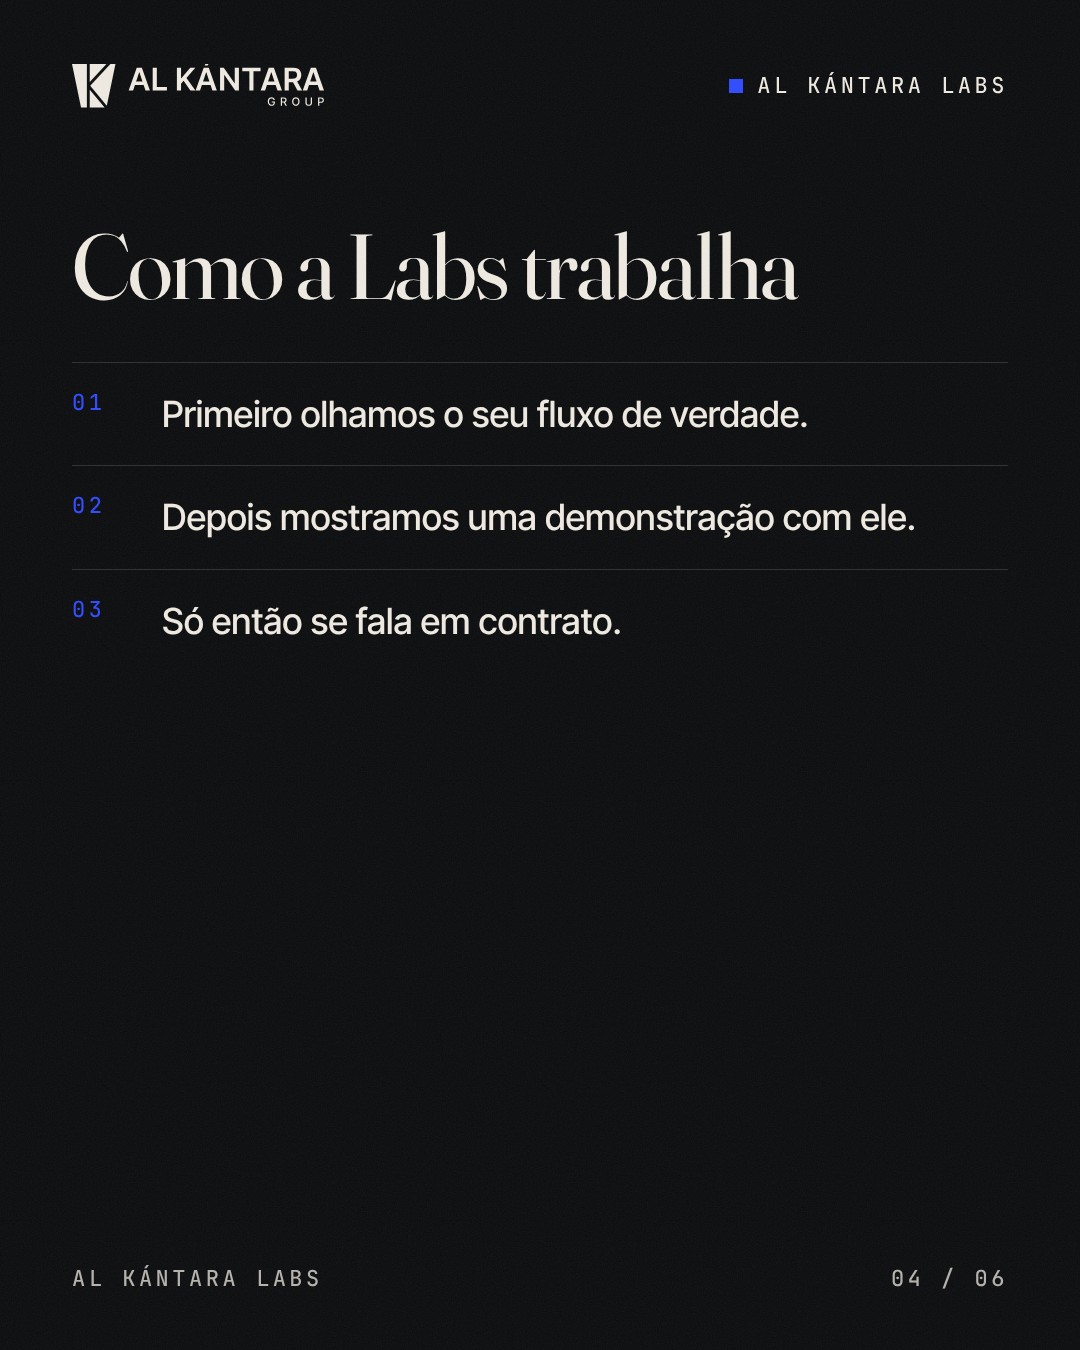 AL KÁNTARA
GROUP
AL KÁNTARA LABS
Como a Labs trabalha
01 Primeiro olhamos o seu fluxo de verdade.
02 Depois mostramos uma demonstração com ele.
03 Só então se fala em contrato.
AL KÁNTARA LABS
04 / 06